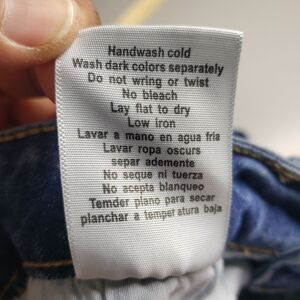 Handwash cold
Wash dark colors separately
Do not wring or twist
No bleach
Lay flat to dry
Low iron
Lavar a mano en agua fria
Lavar ropa oscurs
separ ademente
No seque ni tuerza
No acepta blanqueo
Temder plano para secar
planchar a temperatura baja